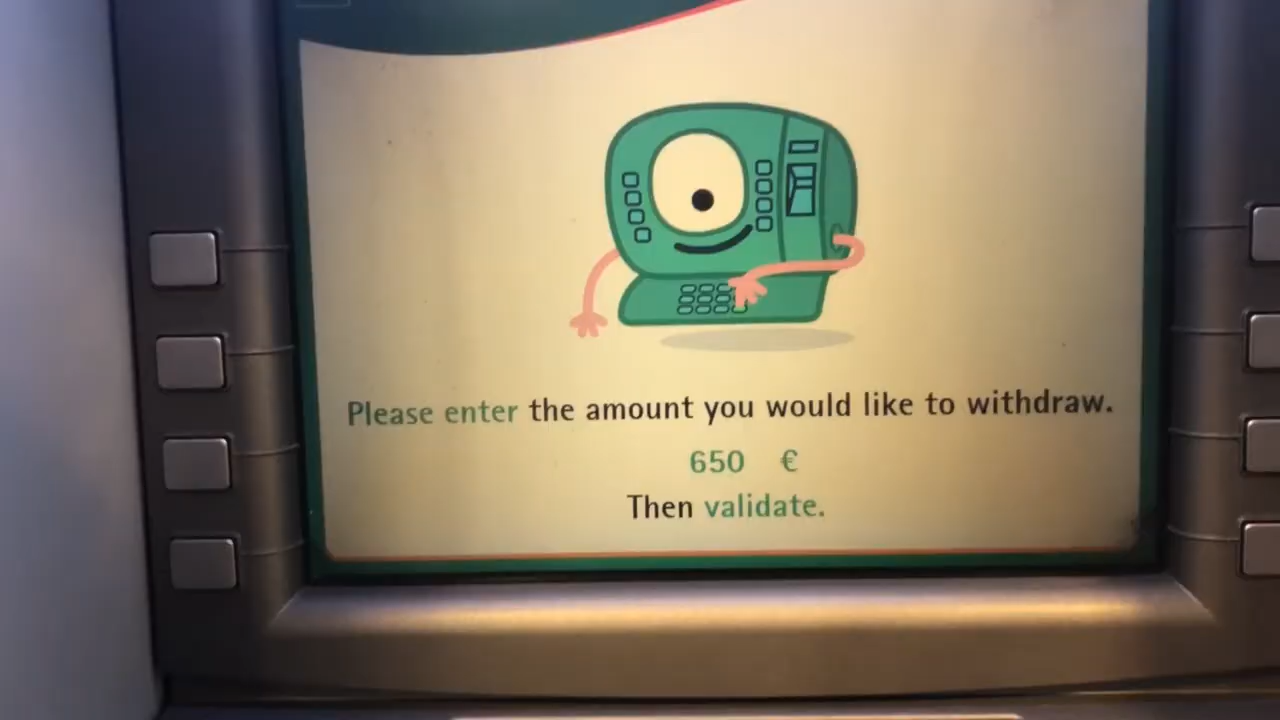 Please enter the amount you would like to withdraw.
650 €
Then validate.